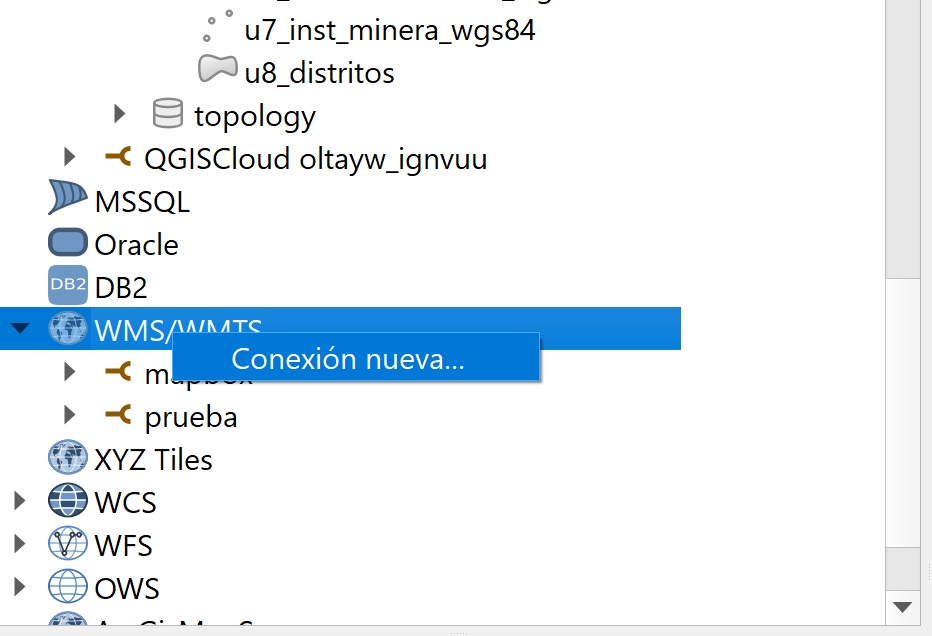 u7_inst_minera_wgs84
u8_distritos
topology
QGISCloud oltayw_ignvuu
MSSQL
Oracle
DB2 DB2
WMS/WMTS
Conexión nueva...
mapbox
prueba
XYZ Tiles
WCS
WFS
OWS